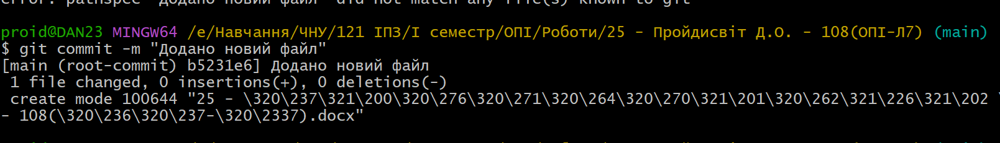 error: pathspec 'Додано новий файл' did not match any file(s) known to git
proid@DAN23 MINGW64 /e/Навчання/ЧНУ/121 ІПЗ/І семестр/ОПІ/Роботи/25 - Пройдисвіт Д.О. - 108(ОПІ-Л7) (main)
$ git commit -m "Додано новий файл"
[main (root-commit) b5231e6] Додано новий файл
1 file changed, 0 insertions(+), 0 deletions(-)
create mode 100644 "25 - \320\237\321\200\320\276\320\271\320\264\320\270\321\201\320\262\321\226\321\202 \
- 108(\320\236\320\237-\320\2337).docx"